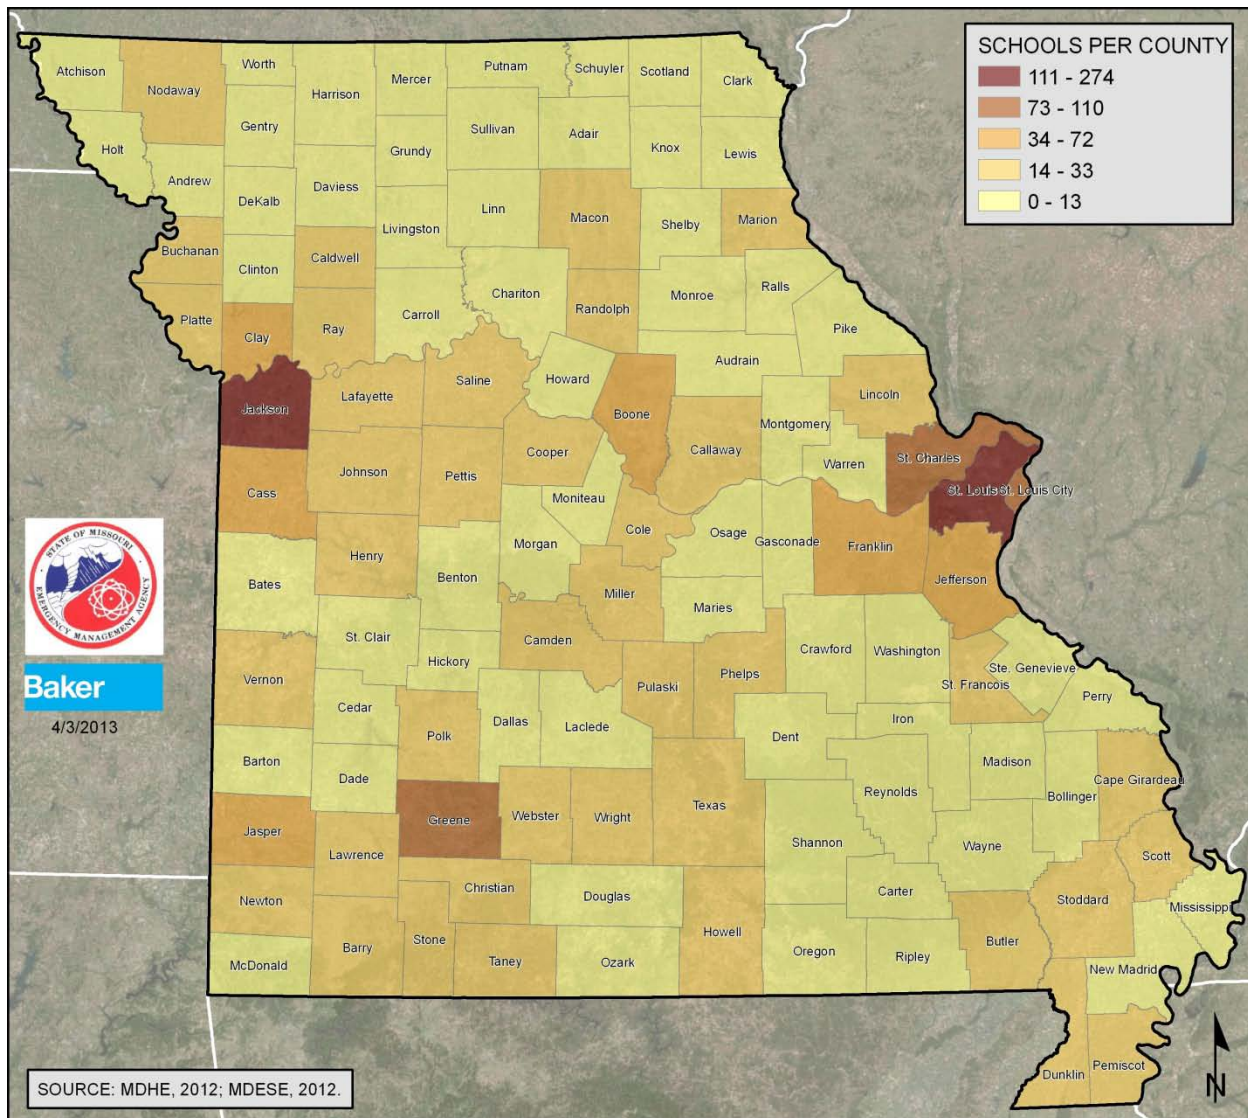 SCHOOLS PER COUNTY
111 - 274
73 - 110
34 - 72
14 - 33
0 - 13
Atchison
Nodaway
Worth
Harrison
Mercer
Putnam
Schuyler
Scotland
Clark
Holt
Andrew
Gentry
DeKalb
Daviess
Grundy
Sullivan
Adair
Knox
Lewis
Buchanan
Clinton
Caldwell
Livingston
Linn
Macon
Shelby
Marion
Platte
Clay
Ray
Carroll
Chariton
Randolph
Monroe
Ralls
Pike
Jackson
Lafayette
Saline
Howard
Boone
Audrain
Callaway
Montgomery
Lincoln
Warren
St. Charles
St. Louis
St. Louis City
Cass
Johnson
Pettis
Cooper
Moniteau
Cole
Osage
Gasconade
Franklin
Jefferson
Bates
Henry
Benton
Morgan
Miller
Maries
STATE OF MISSOURI
EMERGENCY MANAGEMENT AGENCY
Baker
4/3/2013
Vernon
St. Clair
Hickory
Camden
Pulaski
Phelps
Crawford
Washington
St. Francois
Ste. Genevieve
Perry
Barton
Cedar
Dade
Polk
Dallas
Laclede
Texas
Dent
Iron
Reynolds
Madison
Bollinger
Cape Girardeau
Jasper
Lawrence
Greene
Webster
Wright
Shannon
Wayne
Scott
Newton
Christian
Douglas
Howell
Carter
Stoddard
Mississippi
McDonald
Barry
Stone
Taney
Ozark
Oregon
Ripley
Butler
New Madrid
Dunklin
Pemiscot
N
SOURCE: MDHE, 2012; MDESE, 2012.